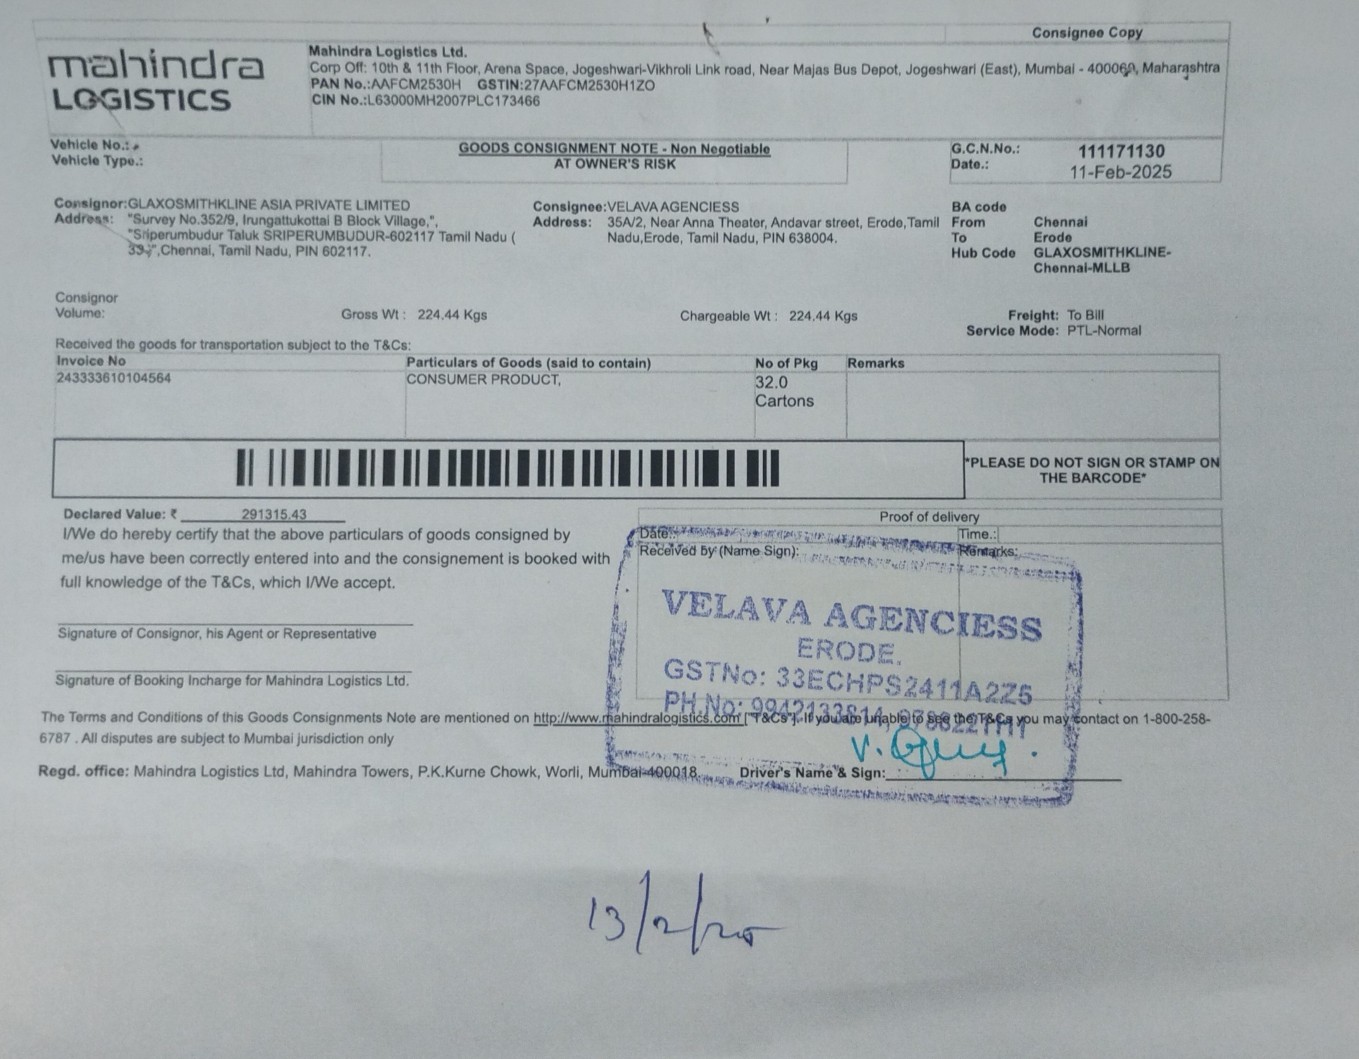 Consignee Copy
mahindra
LOGISTICS
Mahindra Logistics Ltd.
Corp Off: 10th & 11th Floor, Arena Space, Jogeshwari-Vikhroli Link road, Near Majas Bus Depot, Jogeshwari (East), Mumbai - 400060, Maharashtra
PAN No.:AAFCM2530H GSTIN:27AAFCM2530H1ZO
CIN No.:L63000MH2007PLC173466
Vehicle No.:
Vehicle Type.:
GOODS CONSIGNMENT NOTE - Non Negotiable
AT OWNER'S RISK
G.C.N.No.: 111171130
Date.: 11-Feb-2025
Consignor:GLAXOSMITHKLINE ASIA PRIVATE LIMITED
Address: "Survey No.352/9, Irungattukottai B Block Village,",
"Sriperumbudur Taluk SRIPERUMBUDUR-602117 Tamil Nadu (
33-)",Chennai, Tamil Nadu, PIN 602117.
Consignee:VELAVA AGENCIESS
Address: 35A/2, Near Anna Theater, Andavar street, Erode,Tamil
Nadu,Erode, Tamil Nadu, PIN 638004.
BA code
From Chennai
To Erode
Hub Code GLAXOSMITHKLINE-
Chennai-MLLB
Consignor
Volume:
Gross Wt : 224.44 Kgs
Chargeable Wt : 224.44 Kgs
Freight: To Bill
Service Mode: PTL-Normal
Received the goods for transportation subject to the T&Cs:
Invoice No Particulars of Goods (said to contain) No of Pkg Remarks
243333610104564 CONSUMER PRODUCT, 32.0
Cartons
*PLEASE DO NOT SIGN OR STAMP ON
THE BARCODE*
Declared Value: ₹ 291315.43
I/We do hereby certify that the above particulars of goods consigned by
me/us have been correctly entered into and the consignement is booked with
full knowledge of the T&Cs, which I/We accept.
Signature of Consignor, his Agent or Representative
Signature of Booking Incharge for Mahindra Logistics Ltd.
Proof of delivery
Date: Time.:
Received by (Name Sign): Remarks:
VELAVA AGENCIESS
ERODE.
GSTNo: 33ECHPS2411A2Z5
PH.No: 9942133814,
The Terms and Conditions of this Goods Consignments Note are mentioned on http://www.mahindralogistics.com ["T&Cs"]. If you are unable to see the T&Cs you may contact on 1-800-258-
6787 . All disputes are subject to Mumbai jurisdiction only
Regd. office: Mahindra Logistics Ltd, Mahindra Towers, P.K.Kurne Chowk, Worli, Mumbai-400018.
Driver's Name & Sign:
13/2/25